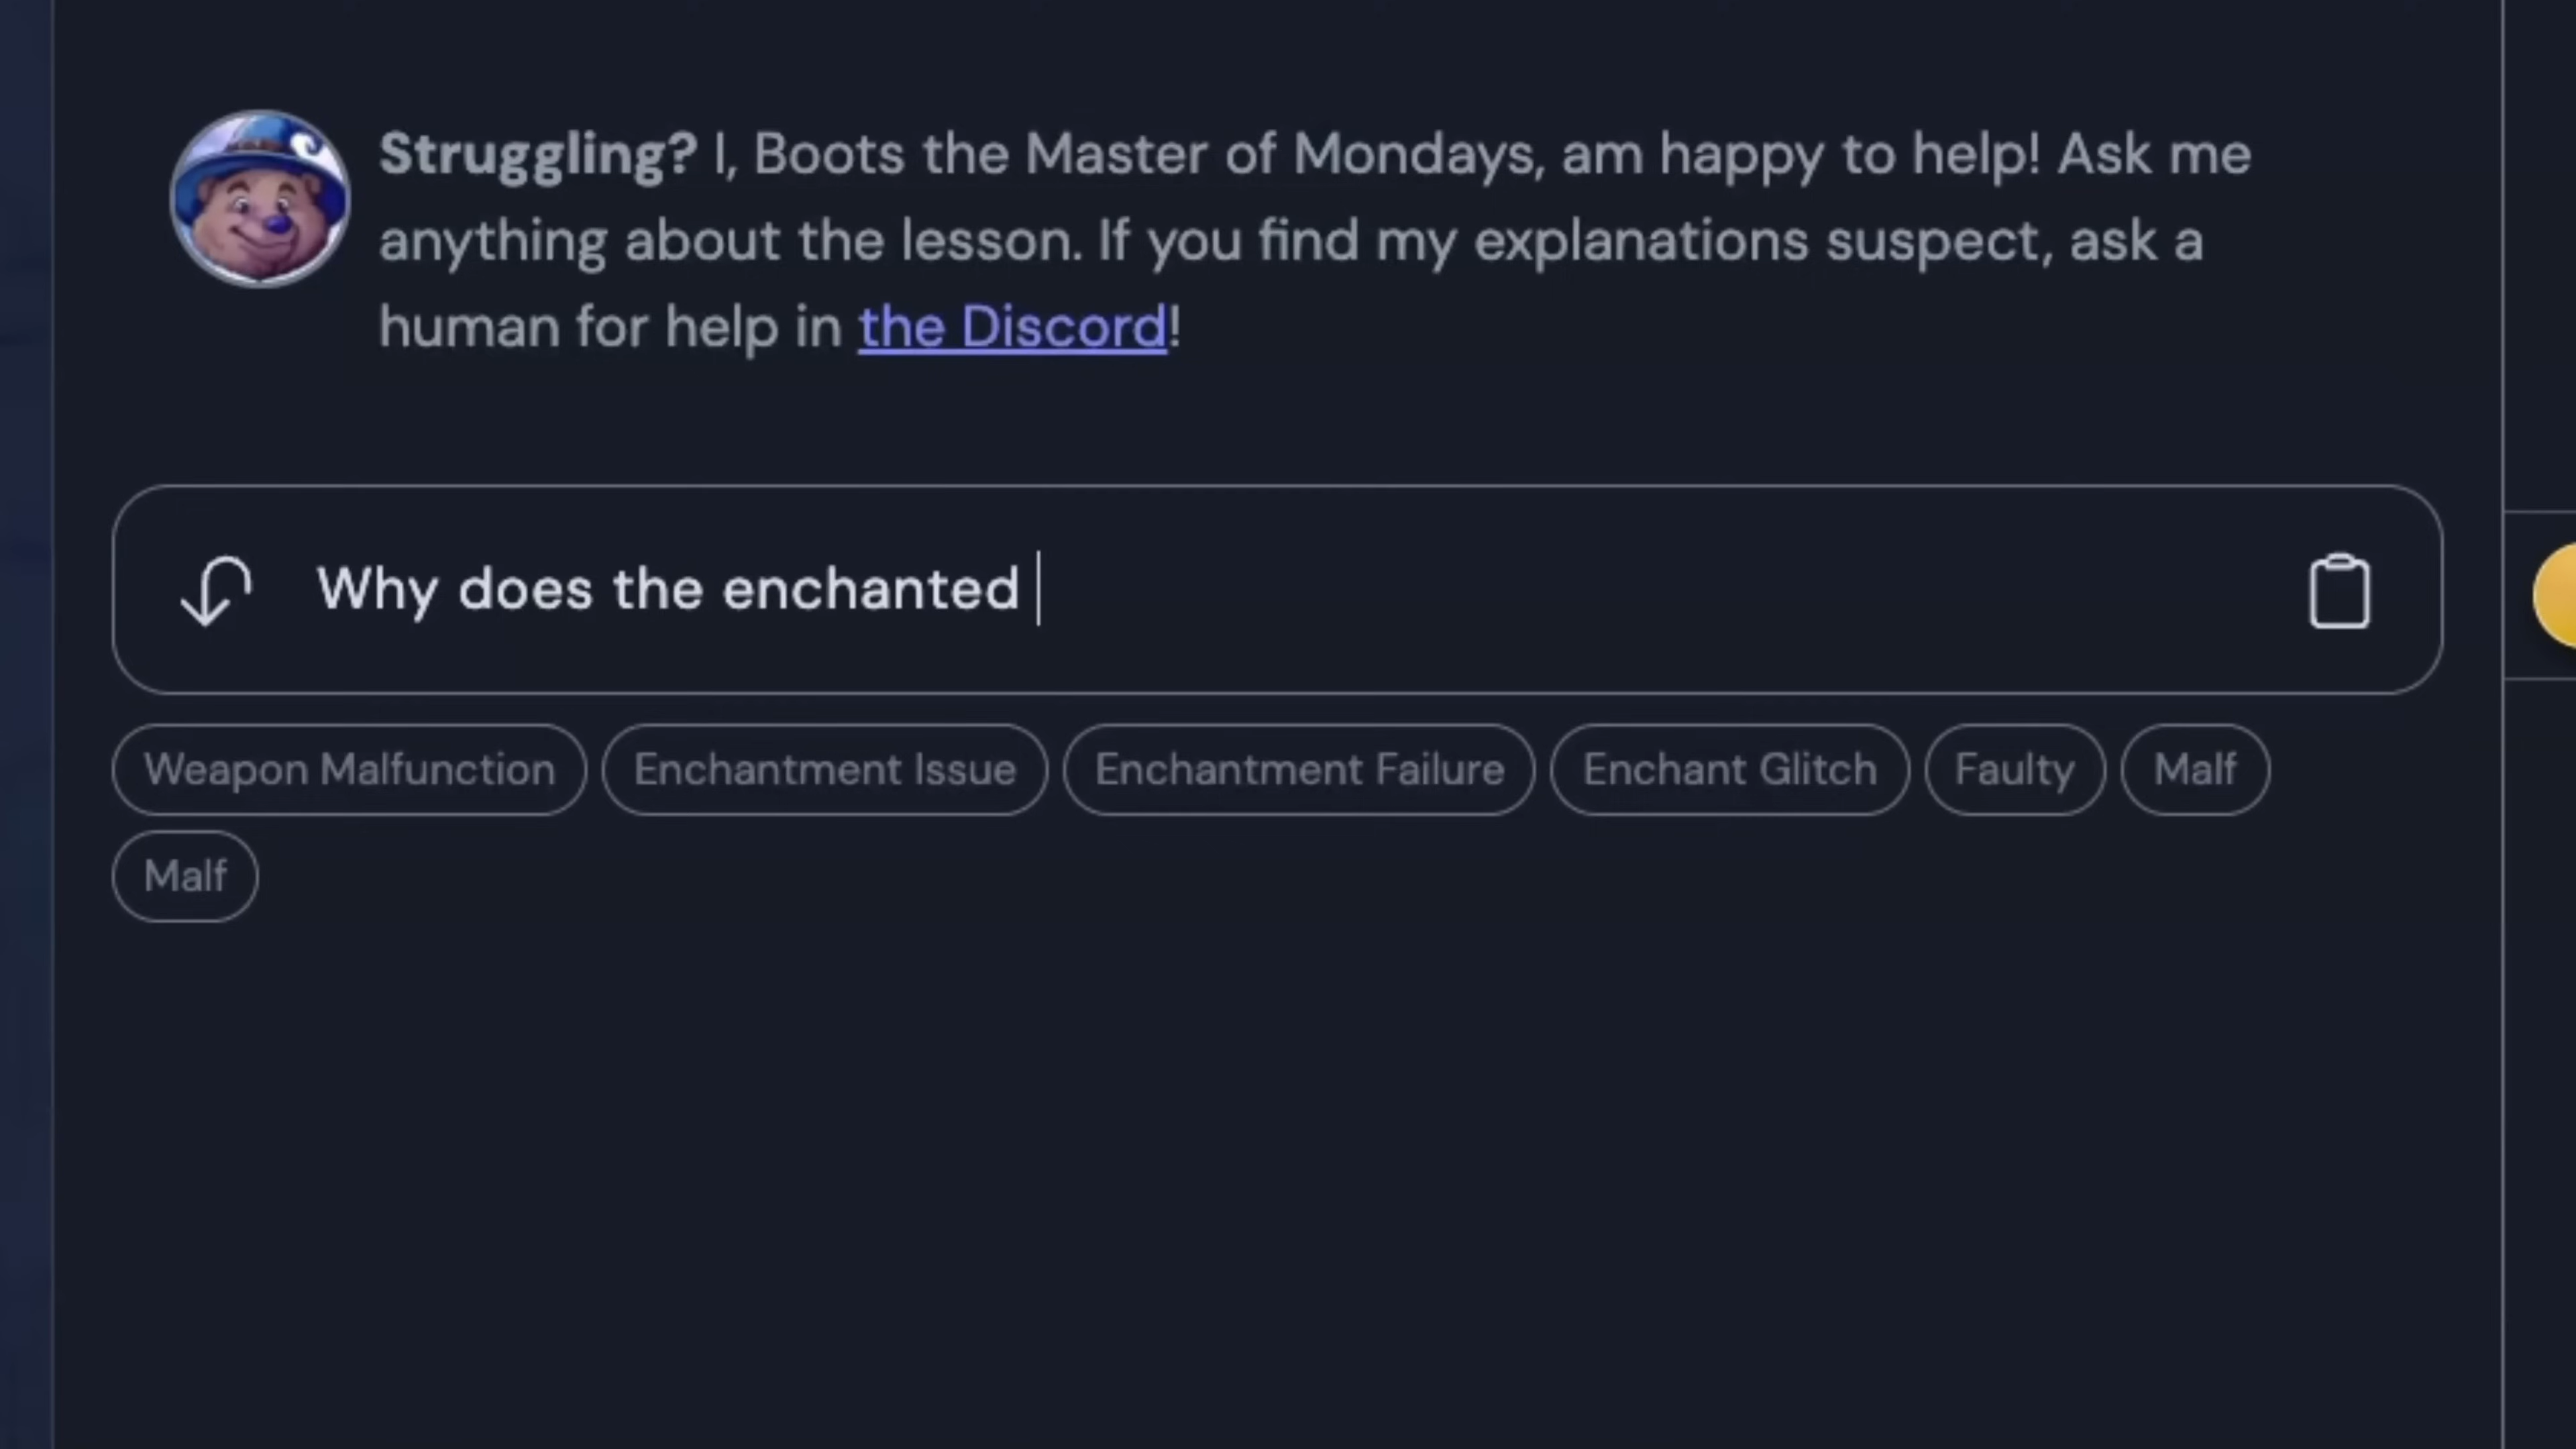 Struggling? I, Boots the Master of Mondays, am happy to help! Ask me
anything about the lesson. If you find my explanations suspect, ask a
human for help in the Discord!
Why does the enchanted
Weapon Malfunction Enchantment Issue Enchantment Failure Enchant Glitch Faulty Malf
Malf